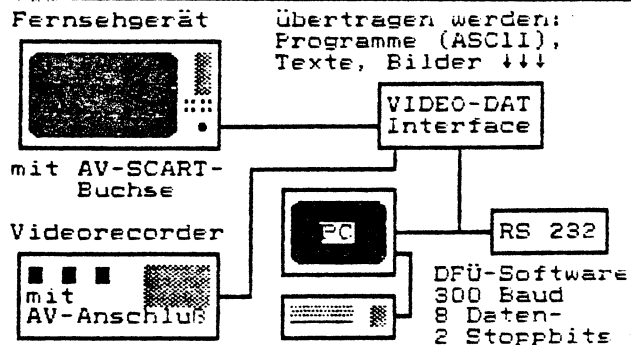 Fernsehgerät
übertragen werden:
Programme (ASCII),
Texte, Bilder ↓↓↓
VIDEO-DAT
Interface
mit AV-SCART-
Buchse
PC
RS 232
Videorecorder
mit
AV-Anschluß
DFÜ-Software
300 Baud
8 Daten-
2 Stoppbits